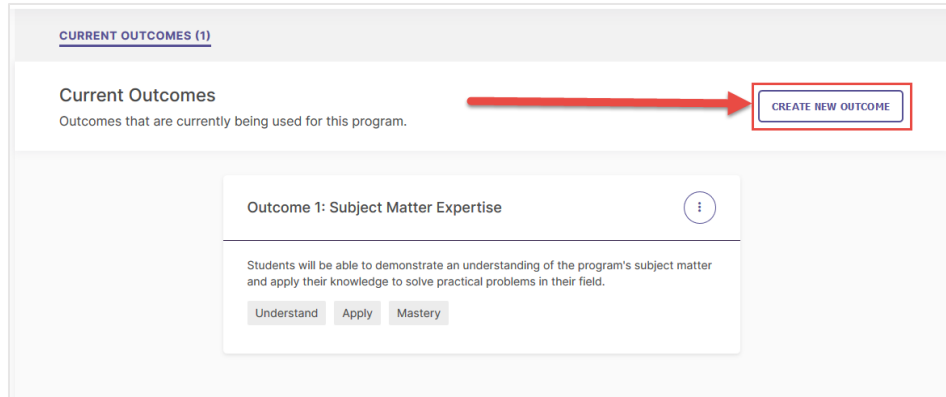 CURRENT OUTCOMES (1)
Current Outcomes
Outcomes that are currently being used for this program.
CREATE NEW OUTCOME
Outcome 1: Subject Matter Expertise
Students will be able to demonstrate an understanding of the program's subject matter
and apply their knowledge to solve practical problems in their field.
Understand Apply Mastery